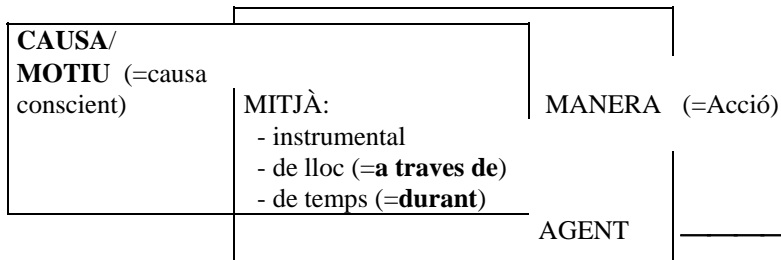 CAUSA/
MOTIU (=causa
conscient) MITJÀ: MANERA (=Acció)
- instrumental
- de lloc (=a traves de)
- de temps (=durant)
AGENT